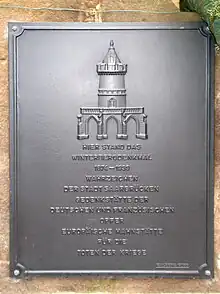 HIER STAND DAS
WINTERBERGDENKMAL
1874-1939
WAHRZEICHEN
DER STADT SAARBRÜCKEN
GEDENKSTÄTTE DER
DEUTSCHEN UND FRANZÖSISCHEN
OPFER
EUROPÄISCHE MAHNSTÄTTE
FÜR DIE
TOTEN DER KRIEGE